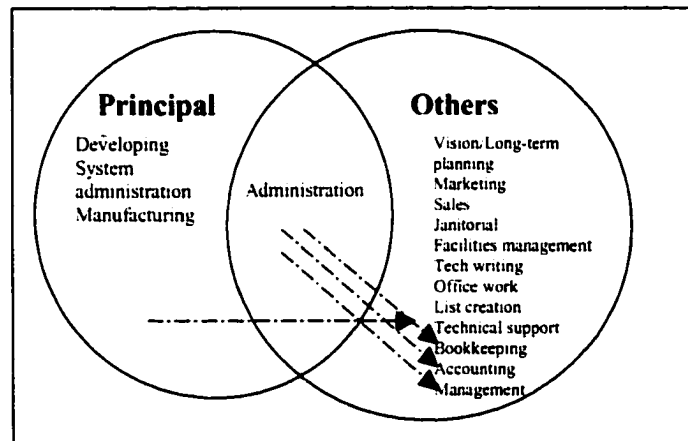 Principal
Developing
System
administration
Manufacturing
Administration
Others
Vision/Long-term
planning
Marketing
Sales
Janitorial
Facilities management
Tech writing
Office work
List creation
Technical support
Bookkeeping
Accounting
Management